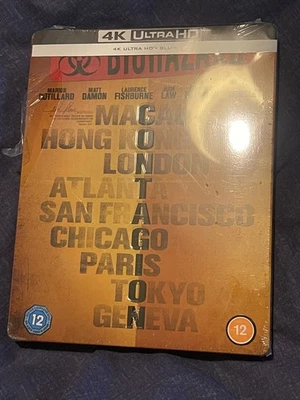 4K ULTRA HD
4K ULTRA HD + BLU-RAY
BIOHAZARD
MARION COTILLARD MATT DAMON LAURENCE FISHBURNE JUDE LAW
MACAU
HONG KONG
LONDON
ATLANTA
SAN FRANCISCO
CHICAGO
PARIS
TOKYO
GENEVA
CONTAGION
12
12